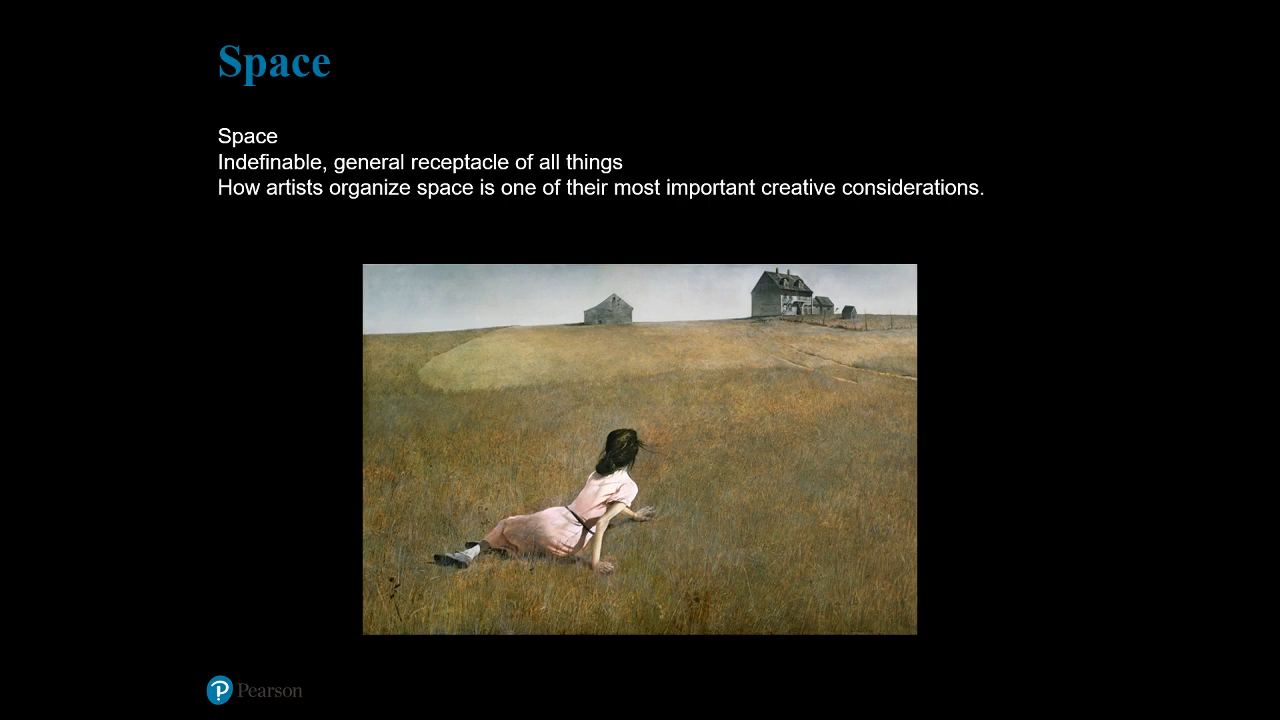 Space
Space
Indefinable, general receptacle of all things
How artists organize space is one of their most important creative considerations.
Pearson